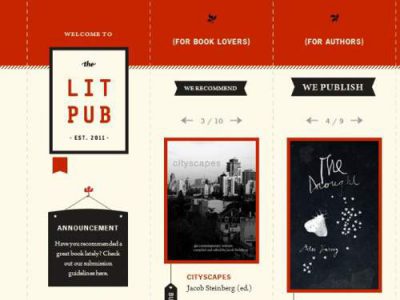 WELCOME TO
the
LIT
PUB
· EST. 2011 ·
ANNOUNCEMENT
Have you recommended a
great book lately? Check
out our submission
guidelines here.
{FOR BOOK LOVERS}
WE RECOMMEND
3 / 10
cityscapes
CITYSCAPES
Jacob Steinberg (ed.)
{FOR AUTHORS}
WE PUBLISH
4 / 9
The